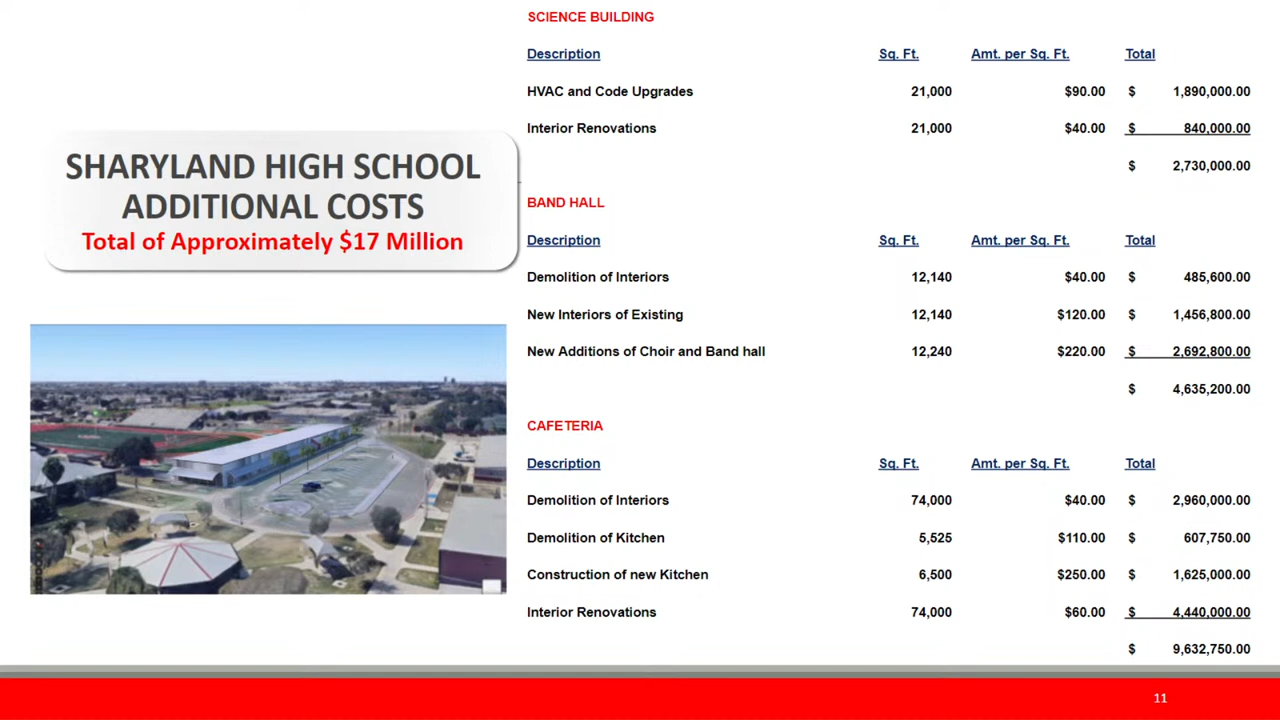 SHARYLAND HIGH SCHOOL
ADDITIONAL COSTS
Total of Approximately $17 Million
SCIENCE BUILDING
Description Sq. Ft. Amt. per Sq. Ft. Total
HVAC and Code Upgrades 21,000 $90.00 $ 1,890,000.00
Interior Renovations 21,000 $40.00 $ 840,000.00
$ 2,730,000.00
BAND HALL
Description Sq. Ft. Amt. per Sq. Ft. Total
Demolition of Interiors 12,140 $40.00 $ 485,600.00
New Interiors of Existing 12,140 $120.00 $ 1,456,800.00
New Additions of Choir and Band hall 12,240 $220.00 $ 2,692,800.00
$ 4,635,200.00
CAFETERIA
Description Sq. Ft. Amt. per Sq. Ft. Total
Demolition of Interiors 74,000 $40.00 $ 2,960,000.00
Demolition of Kitchen 5,525 $110.00 $ 607,750.00
Construction of new Kitchen 6,500 $250.00 $ 1,625,000.00
Interior Renovations 74,000 $60.00 $ 4,440,000.00
$ 9,632,750.00
11